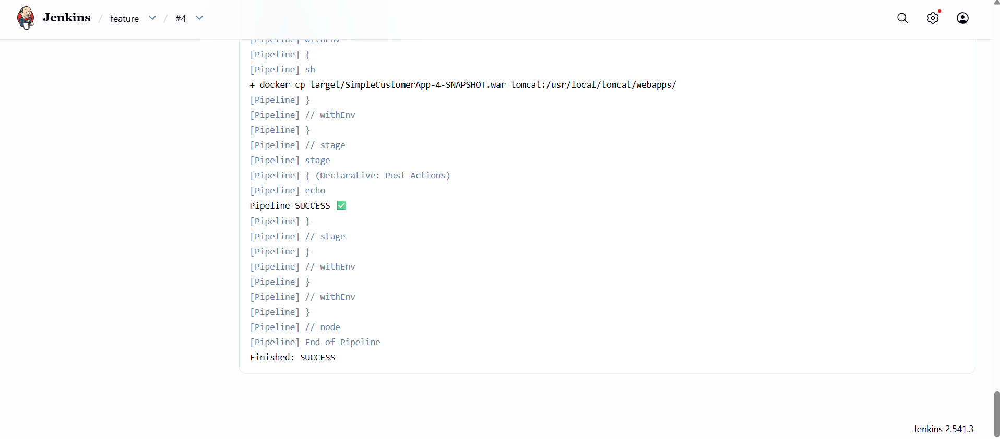 Jenkins / feature / #4
[Pipeline] withEnv
[Pipeline] {
[Pipeline] sh
+ docker cp target/SimpleCustomerApp-4-SNAPSHOT.war tomcat:/usr/local/tomcat/webapps/
[Pipeline] }
[Pipeline] // withEnv
[Pipeline] }
[Pipeline] // stage
[Pipeline] stage
[Pipeline] { (Declarative: Post Actions)
[Pipeline] echo
Pipeline SUCCESS ✅
[Pipeline] }
[Pipeline] // stage
[Pipeline] }
[Pipeline] // withEnv
[Pipeline] }
[Pipeline] // withEnv
[Pipeline] }
[Pipeline] // node
[Pipeline] End of Pipeline
Finished: SUCCESS
Jenkins 2.541.3